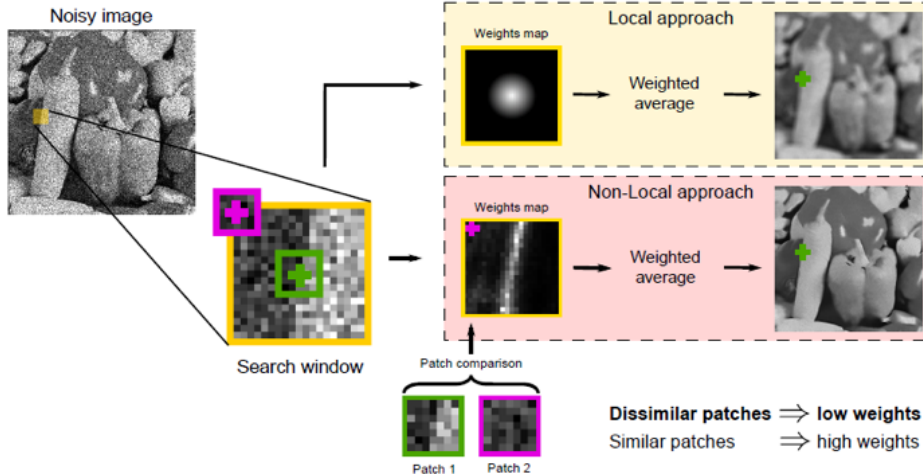 Noisy image
Local approach
Weights map
Weighted
average
Non-Local approach
Weights map
Weighted
average
Search window
Patch comparison
Patch 1
Patch 2
Dissimilar patches ⇒ low weights
Similar patches ⇒ high weights